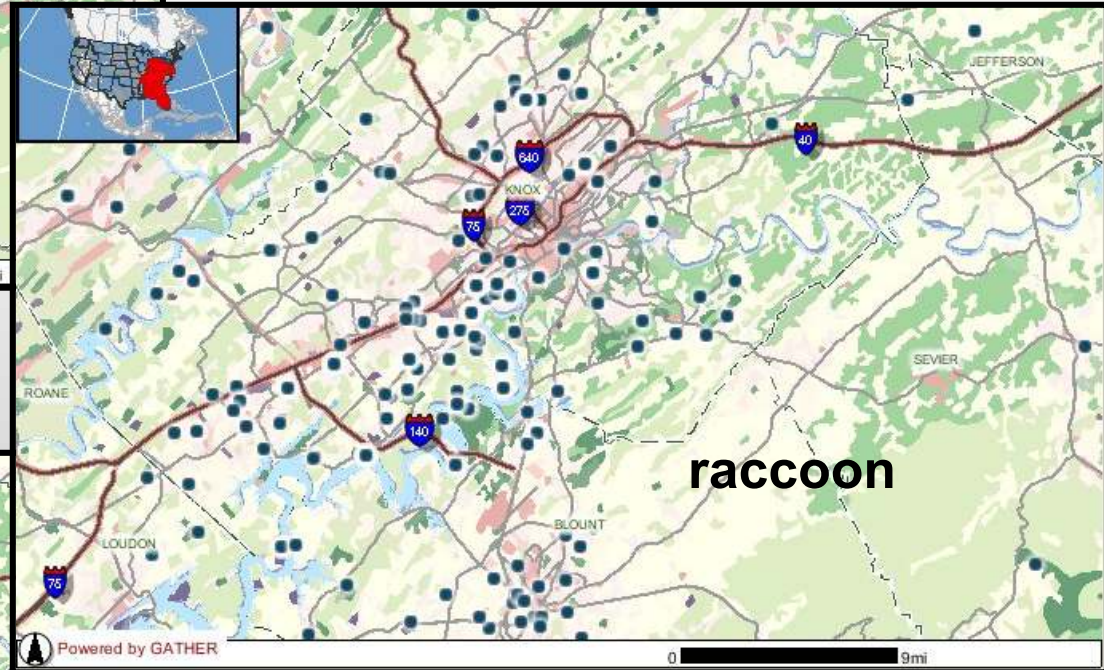 JEFFERSON
40
640
KNOX
275
75
SEVIER
ROANE
140
raccoon
BLOUNT
LOUDON
75
Powered by GATHER
0 9mi